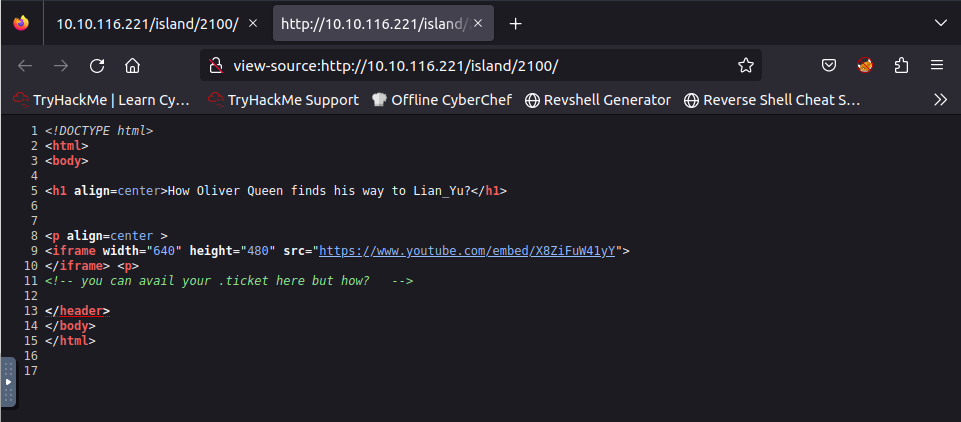 10.10.116.221/island/2100/
http://10.10.116.221/island/
view-source:http://10.10.116.221/island/2100/
TryHackMe | Learn Cy…
TryHackMe Support
Offline CyberChef
Revshell Generator
Reverse Shell Cheat S…
1 <!DOCTYPE html>
2 <html>
3 <body>
4
5 <h1 align=center>How Oliver Queen finds his way to Lian_Yu?</h1>
6
7
8 <p align=center >
9 <iframe width="640" height="480" src="https://www.youtube.com/embed/X8ZiFuW41yY">
10 </iframe> <p>
11 <!-- you can avail your .ticket here but how?   -->
12
13 </header>
14 </body>
15 </html>
16
17